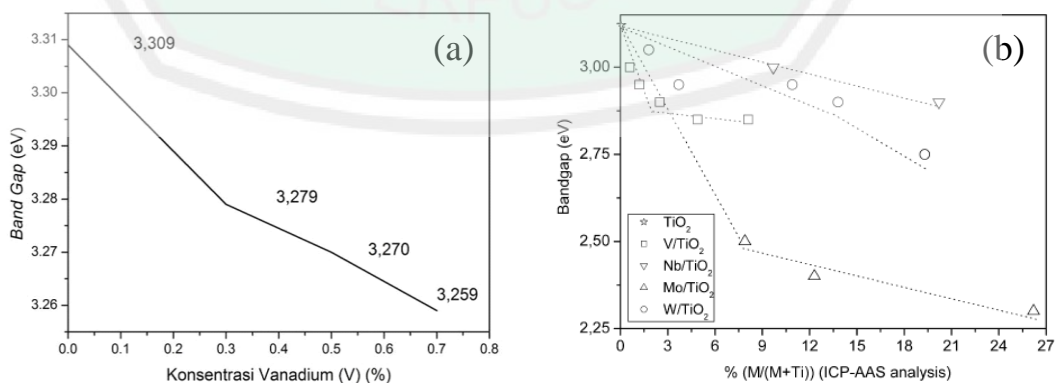 (a)
Band Gap (eV)
3.31
3.30
3.29
3.28
3.27
3.26
3,309
3,279
3,270
3,259
0.0 0.1 0.2 0.3 0.4 0.5 0.6 0.7 0.8
Konsentrasi Vanadium (V) (%)
(b)
Bandgap (eV)
3,00
2,75
2,50
2,25
TiO₂
V/TiO₂
Nb/TiO₂
Mo/TiO₂
W/TiO₂
0 3 6 9 12 15 18 21 24 27
% (M/(M+Ti)) (ICP-AAS analysis)